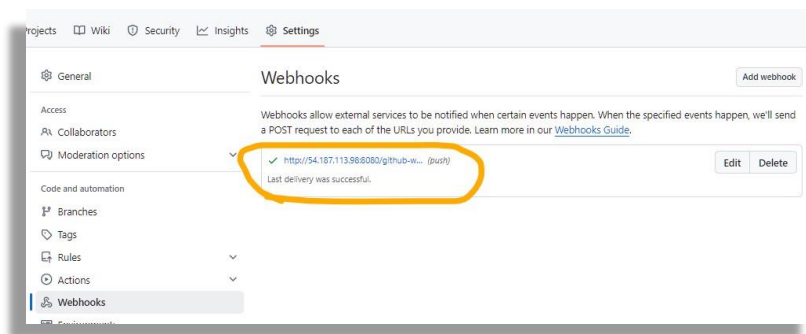 Projects Wiki Security Insights Settings
General
Webhooks
Add webhook
Access
Webhooks allow external services to be notified when certain events happen. When the specified events happen, we'll send
a POST request to each of the URLs you provide. Learn more in our Webhooks Guide.
Collaborators
Moderation options
http://54.187.113.98:8080/github-w... (push)
Edit Delete
Last delivery was successful.
Code and automation
Branches
Tags
Rules
Actions
Webhooks